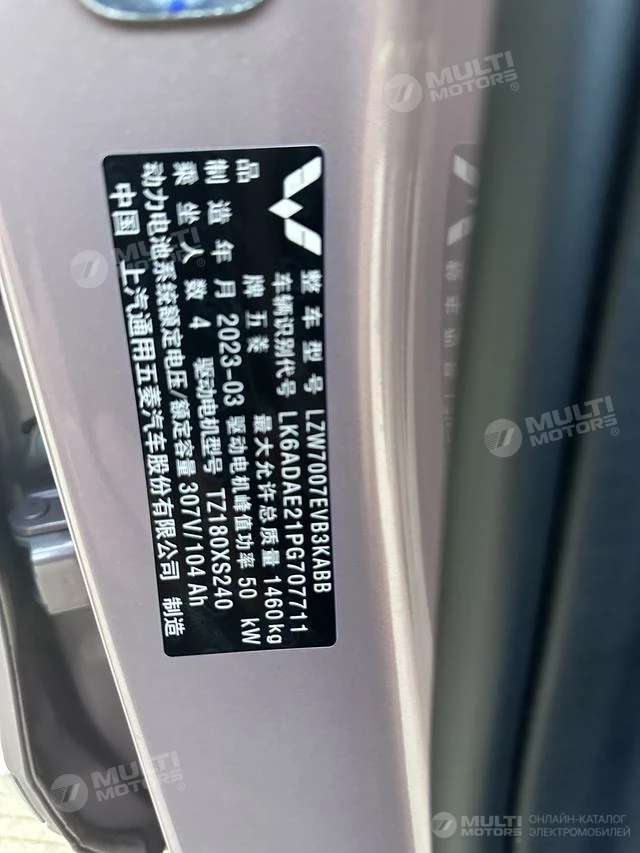 MULTI
MOTORS®
整车型号 LZW7007EVB3KABB
车辆识别代号 LK6ADAE21PG707711
品牌 五菱 最大允许总质量 1460kg
制造年月 2023-03 驱动电机峰值功率 50 kW
乘坐人数 4 驱动电机型号 TZ180XS240
动力电池系统额定电压/额定容量 307V/104Ah
中国 上汽通用五菱汽车股份有限公司 制造
MULTI
MOTORS®
MULTI
MOTORS®
MULTI
MOTORS®
MULTI
MOTORS®
ОНЛАЙН-КАТАЛОГ
ЭЛЕКТРОМОБИЛЕЙ